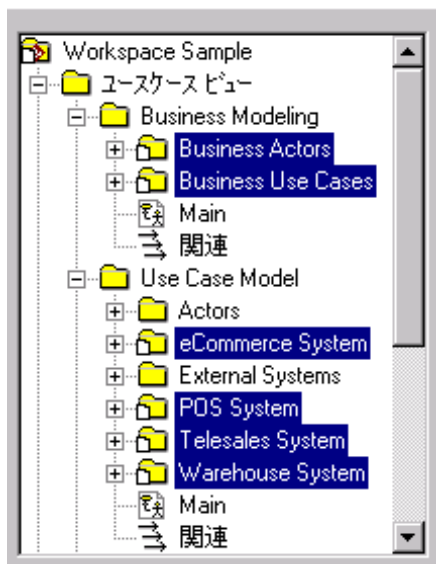 Workspace Sample
ユースケース ビュー
Business Modeling
Business Actors
Business Use Cases
Main
関連
Use Case Model
Actors
eCommerce System
External Systems
POS System
Telesales System
Warehouse System
Main
関連